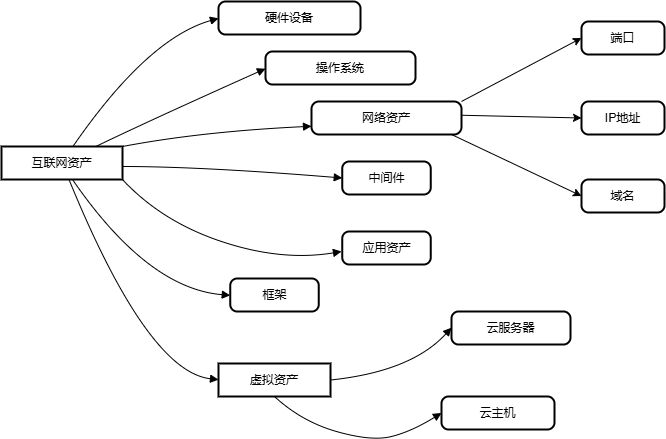 硬件设备
操作系统
网络资产
端口
IP地址
域名
互联网资产
中间件
应用资产
框架
虚拟资产
云服务器
云主机